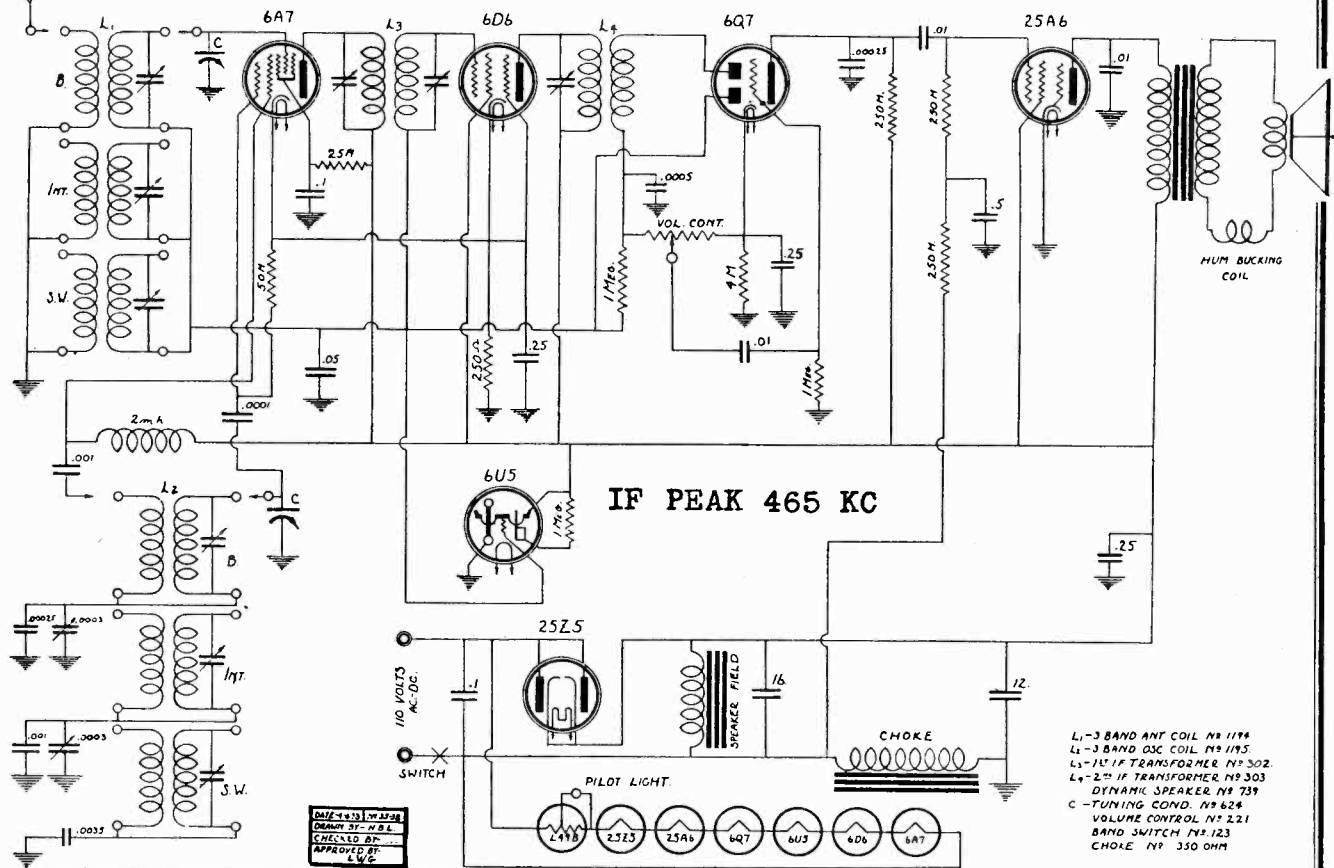 6A7
L3
6D6
L4
6Q7
25A6
L1
C
B.
INT.
S.W.
25M
.1
50M
.05
250Ω
.25
1 MEG.
.0005
VOL. CONT.
4M
.25
.01
1 MEG.
.00025
.01
250M.
250M.
250M
.5
.01
HUM BUCKING
COIL
.0001
2mh
.001
L2
C
B.
.00025
.0003
INT.
.001
.0003
S.W.
.0035
6U5
1 MEG.
IF PEAK 465 KC
.25
25Z5
110 VOLTS
AC.-DC.
.1
SWITCH
SPEAKER FIELD
16.
12.
CHOKE
PILOT LIGHT.
L49B
25Z5
25A6
6Q7
6U5
6D6
6A7
DRAWN BY - N B L
CHECKED BY
APPROVED BY
LWG
L1-3 BAND ANT COIL Nº 1194
L2-3 BAND OSC COIL Nº 1195.
L3-1ST IF TRANSFORMER Nº 302.
L4-2ND IF TRANSFORMER Nº 303
DYNAMIC SPEAKER Nº 739
C -TUNING COND. Nº 624
VOLUME CONTROL Nº 221
BAND SWITCH Nº 123
CHOKE Nº 350 OHM